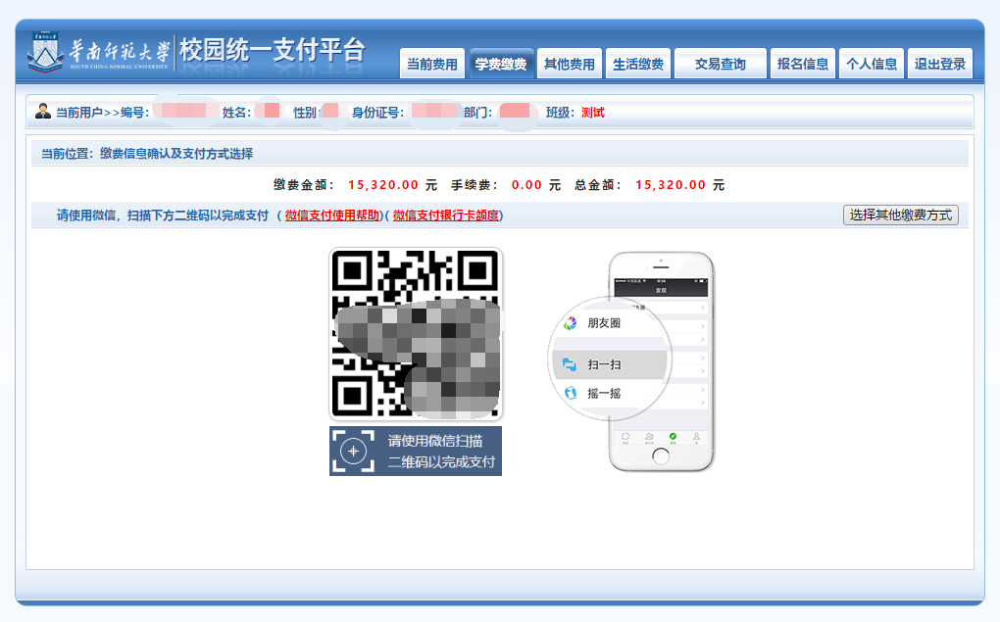 华南师范大学 校园统一支付平台
SOUTH CHINA NORMAL UNIVERSITY
当前费用 学费缴费 其他费用 生活缴费 交易查询 报名信息 个人信息 退出登录
当前用户>>编号： 姓名： 性别： 身份证号： 部门： 班级：测试
当前位置：缴费信息确认及支付方式选择
缴费金额： 15,320.00 元 手续费： 0.00 元 总金额： 15,320.00 元
请使用微信，扫描下方二维码以完成支付 （微信支付使用帮助)( 微信支付银行卡额度)
选择其他缴费方式
发现
朋友圈
扫一扫
摇一摇
请使用微信扫描
二维码以完成支付